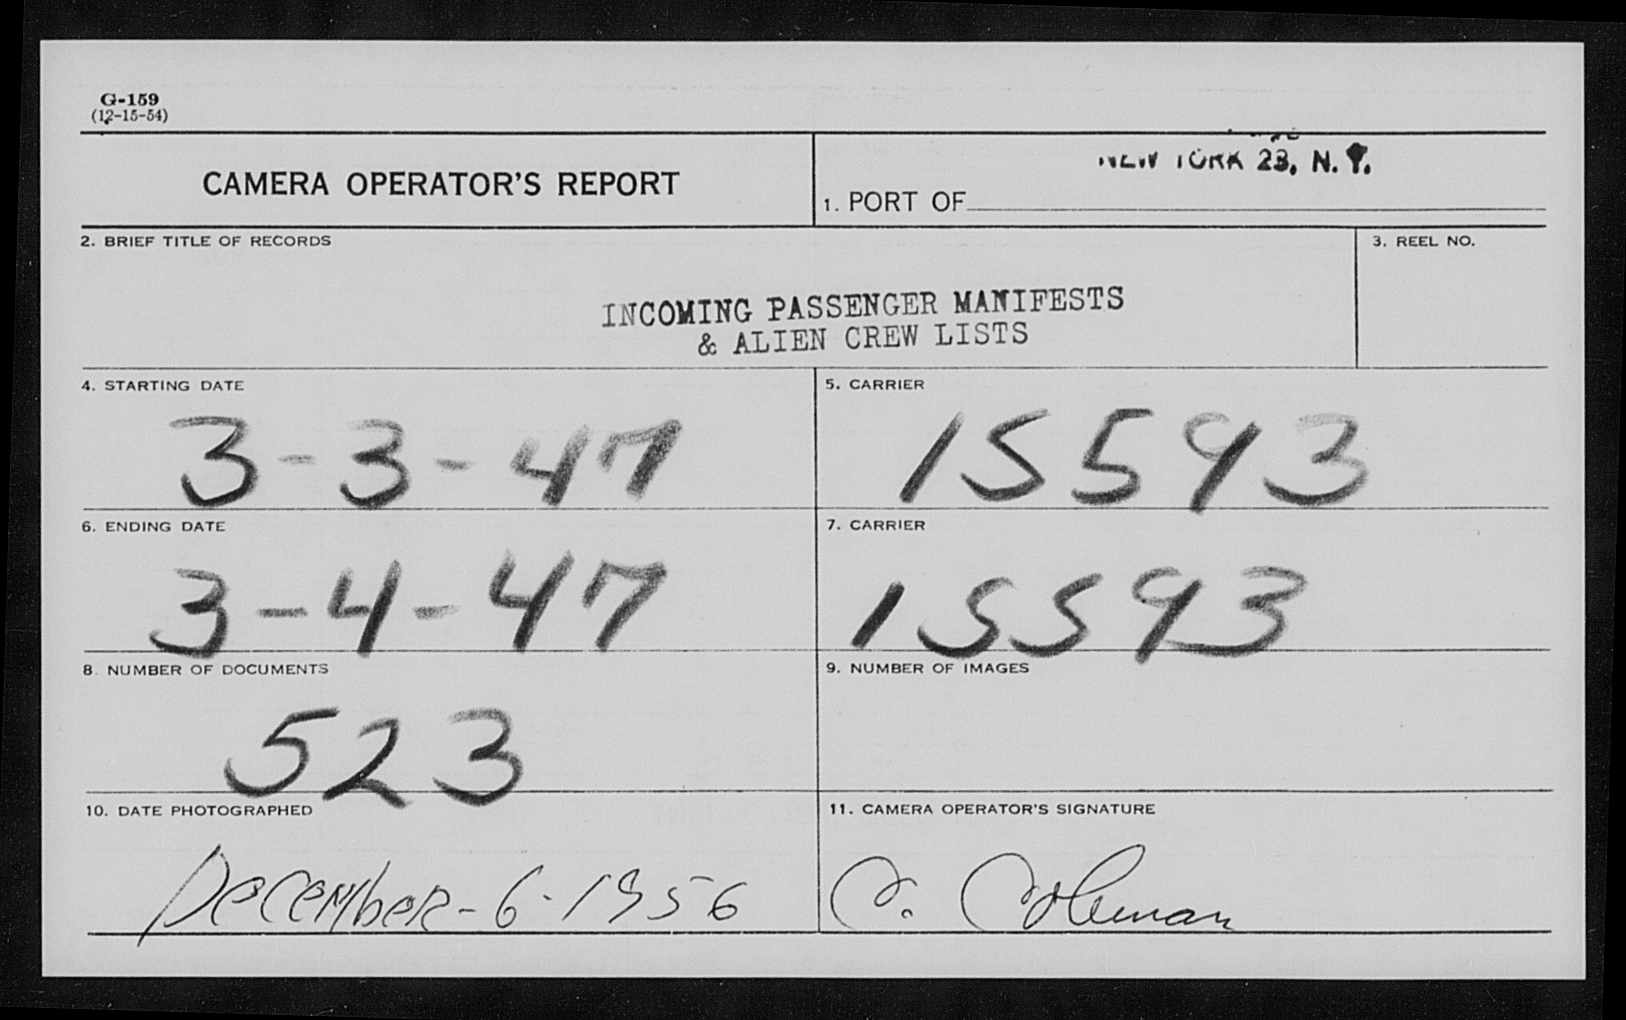 G-159
(12-15-54)
CAMERA OPERATOR'S REPORT
NEW YORK 23, N. Y.
1. PORT OF
2. BRIEF TITLE OF RECORDS
3. REEL NO.
INCOMING PASSENGER MANIFESTS
& ALIEN CREW LISTS
4. STARTING DATE
5. CARRIER
3-3-47
15593
6. ENDING DATE
7. CARRIER
3-4-47
15593
8. NUMBER OF DOCUMENTS
9. NUMBER OF IMAGES
523
10. DATE PHOTOGRAPHED
11. CAMERA OPERATOR'S SIGNATURE
December-6-1956
C. Coleman